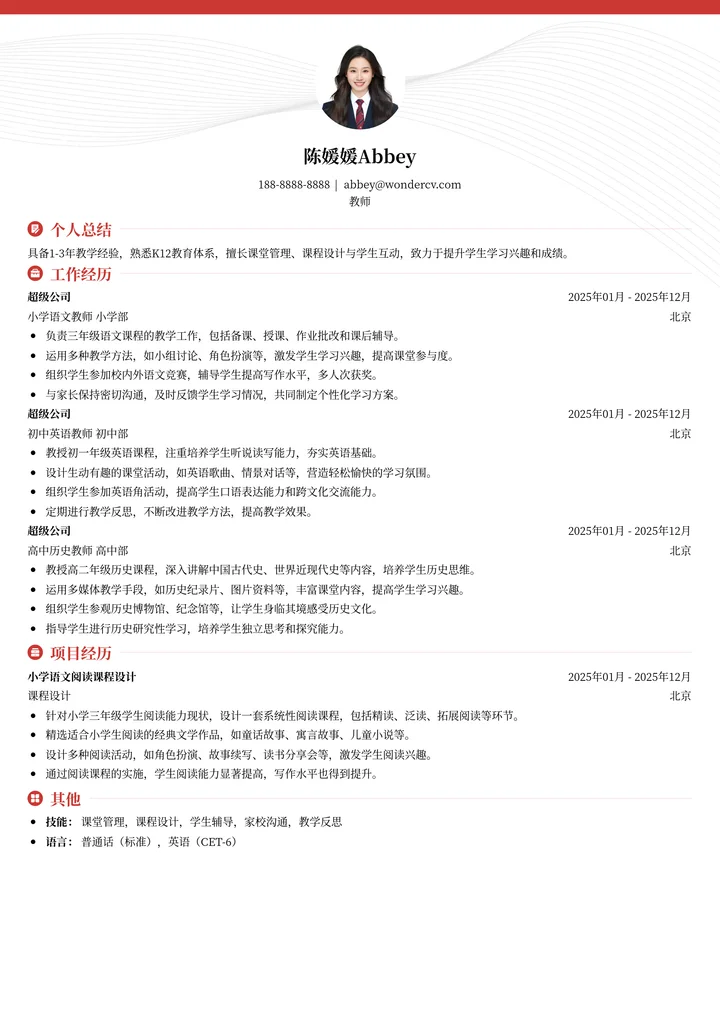 陈媛媛Abbey
188-8888-8888 | abbey@wondercv.com
教师
个人总结
具备1-3年教学经验，熟悉K12教育体系，擅长课堂管理、课程设计与学生互动，致力于提升学生学习兴趣和成绩。
工作经历
超级公司 2025年01月 - 2025年12月
小学语文教师 小学部 北京
• 负责三年级语文课程的教学工作，包括备课、授课、作业批改和课后辅导。
• 运用多种教学方法，如小组讨论、角色扮演等，激发学生学习兴趣，提高课堂参与度。
• 组织学生参加校内外语文竞赛，辅导学生提高写作水平，多人次获奖。
• 与家长保持密切沟通，及时反馈学生学习情况，共同制定个性化学习方案。
超级公司 2025年01月 - 2025年12月
初中英语教师 初中部 北京
• 教授初一年级英语课程，注重培养学生听说读写能力，夯实英语基础。
• 设计生动有趣的课堂活动，如英语歌曲、情景对话等，营造轻松愉快的学习氛围。
• 组织学生参加英语角活动，提高学生口语表达能力和跨文化交流能力。
• 定期进行教学反思，不断改进教学方法，提高教学效果。
超级公司 2025年01月 - 2025年12月
高中历史教师 高中部 北京
• 教授高二年级历史课程，深入讲解中国古代史、世界近现代史等内容，培养学生历史思维。
• 运用多媒体教学手段，如历史纪录片、图片资料等，丰富课堂内容，提高学生学习兴趣。
• 组织学生参观历史博物馆、纪念馆等，让学生身临其境感受历史文化。
• 指导学生进行历史研究性学习，培养学生独立思考和探究能力。
项目经历
小学语文阅读课程设计 2025年01月 - 2025年12月
课程设计 北京
• 针对小学三年级学生阅读能力现状，设计一套系统性阅读课程，包括精读、泛读、拓展阅读等环节。
• 精选适合小学生阅读的经典文学作品，如童话故事、寓言故事、儿童小说等。
• 设计多种阅读活动，如角色扮演、故事续写、读书分享会等，激发学生阅读兴趣。
• 通过阅读课程的实施，学生阅读能力显著提高，写作水平也得到提升。
其他
• 技能： 课堂管理，课程设计，学生辅导，家校沟通，教学反思
• 语言： 普通话（标准），英语（CET-6）